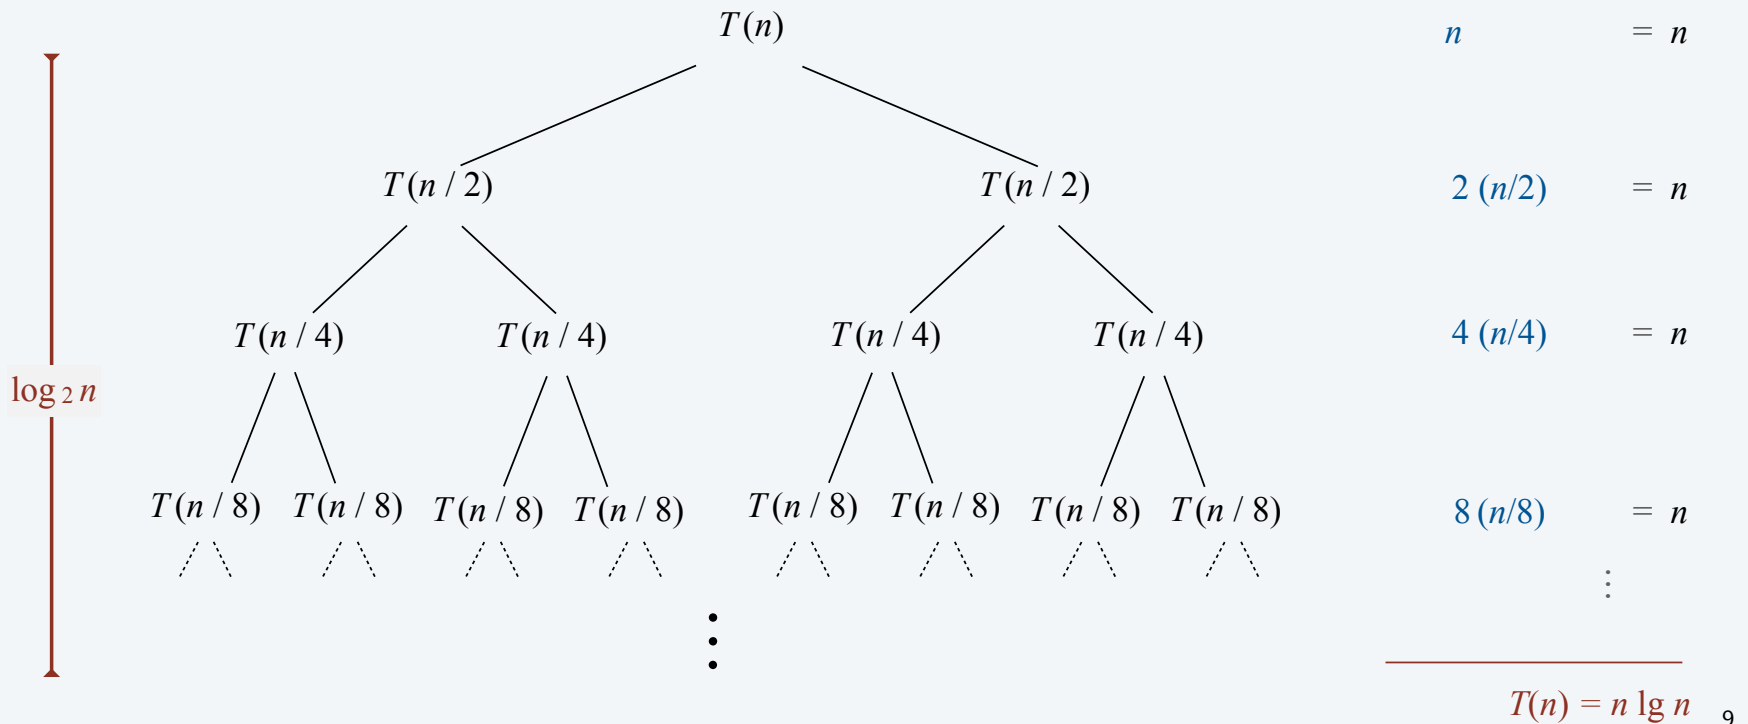 T(n) n = n
T(n / 2) T(n / 2) 2 (n/2) = n
T(n / 4) T(n / 4) T(n / 4) T(n / 4) 4 (n/4) = n
log 2 n
T(n / 8) T(n / 8) T(n / 8) T(n / 8) T(n / 8) T(n / 8) T(n / 8) T(n / 8) 8 (n/8) = n
⋮
⋮
T(n) = n lg n
9